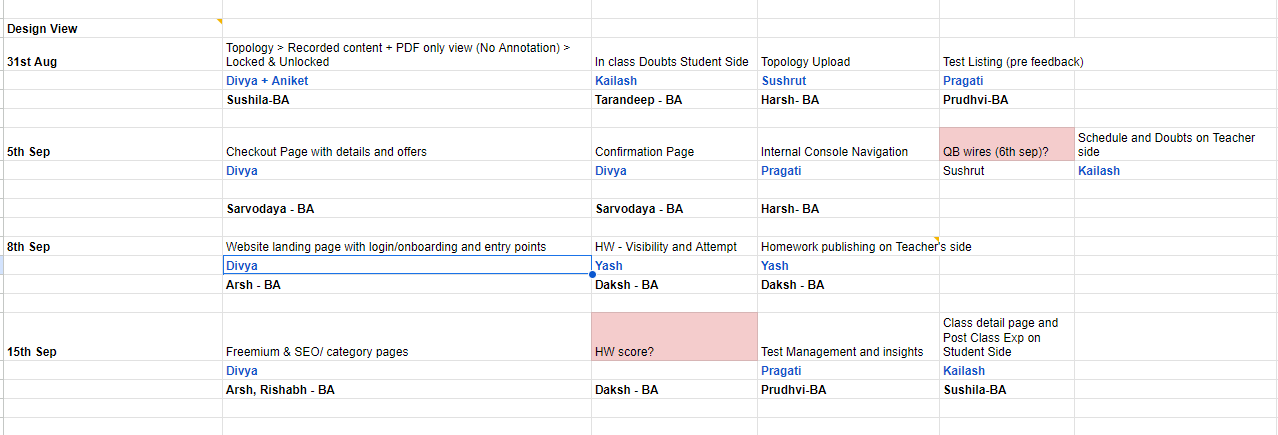 Design View
Topology > Recorded content + PDF only view (No Annotation) >
31st Aug Locked & Unlocked In class Doubts Student Side Topology Upload Test Listing (pre feedback)
Divya + Aniket Kailash Sushrut Pragati
Sushila-BA Tarandeep - BA Harsh- BA Prudhvi-BA
Schedule and Doubts on Teacher
5th Sep Checkout Page with details and offers Confirmation Page Internal Console Navigation QB wires (6th sep)? side
Divya Divya Pragati Sushrut Kailash
Sarvodaya - BA Sarvodaya - BA Harsh- BA
8th Sep Website landing page with login/onboarding and entry points HW - Visibility and Attempt Homework publishing on Teacher's side
Divya Yash Yash
Arsh - BA Daksh - BA Daksh - BA
Class detail page and
Post Class Exp on
15th Sep Freemium & SEO/ category pages HW score? Test Management and insights Student Side
Divya Pragati Kailash
Arsh, Rishabh - BA Daksh - BA Prudhvi-BA Sushila-BA